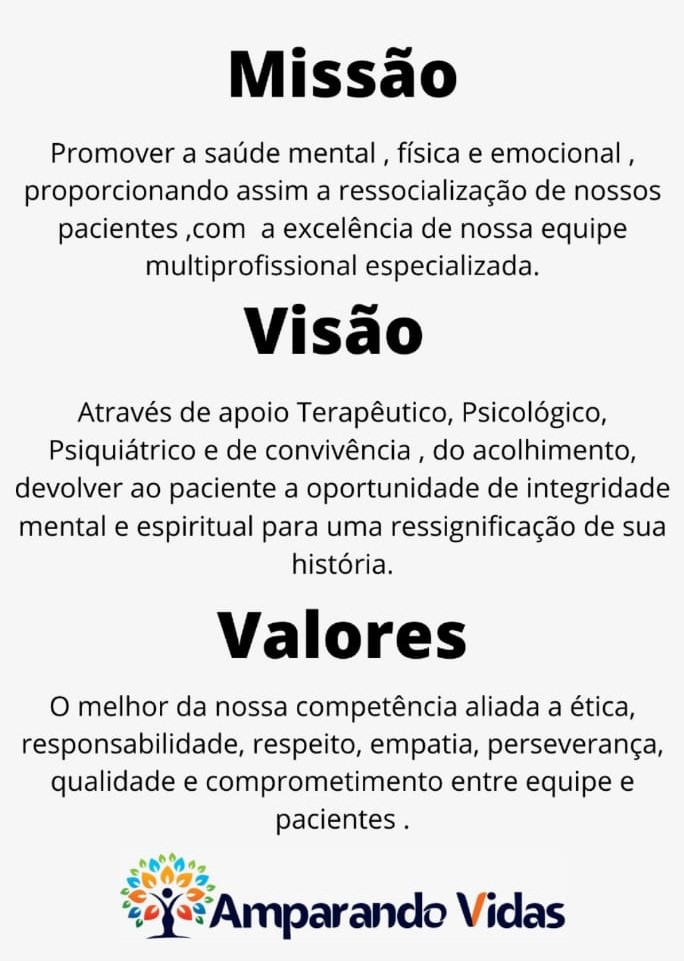 Missão
Promover a saúde mental , física e emocional ,
proporcionando assim a ressocialização de nossos
pacientes ,com  a excelência de nossa equipe
multiprofissional especializada.
Visão
Através de apoio Terapêutico, Psicológico,
Psiquiátrico e de convivência , do acolhimento,
devolver ao paciente a oportunidade de integridade
mental e espiritual para uma ressignificação de sua
história.
Valores
O melhor da nossa competência aliada a ética,
responsabilidade, respeito, empatia, perseverança,
qualidade e comprometimento entre equipe e
pacientes .
Amparando Vidas